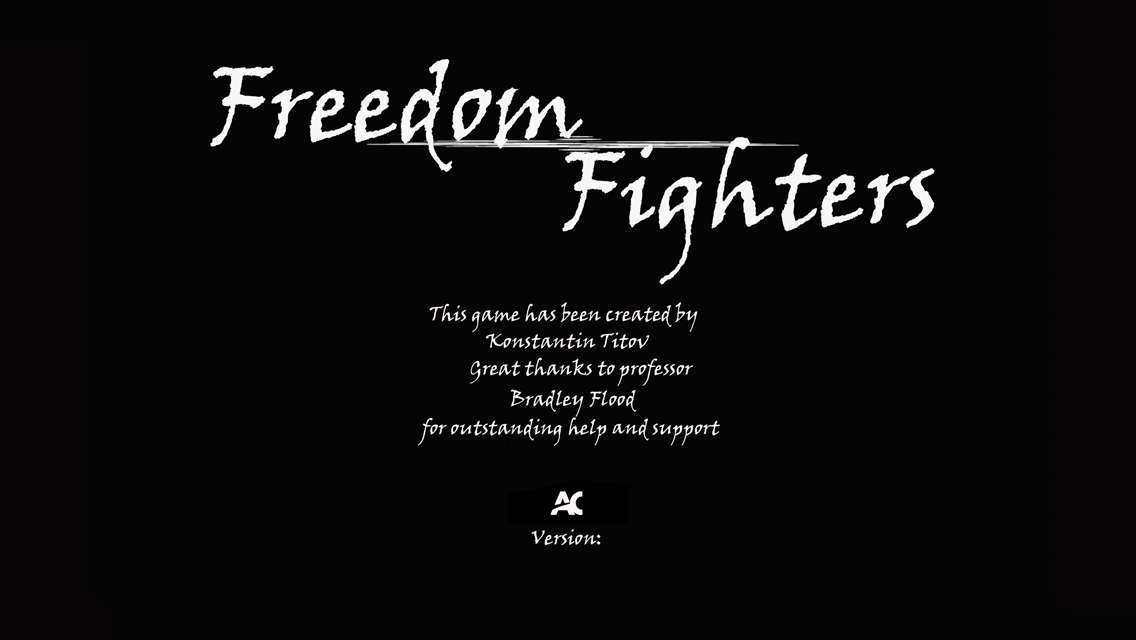 Freedom
Fighters
This game has been created by
Konstantin Titov
Great thanks to professor
Bradley Flood
for outstanding help and support
AC
Version: